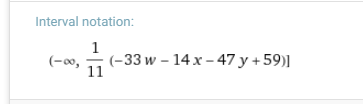 Interval notation:
(-∞, 1/11 (-33 w - 14 x - 47 y + 59)]